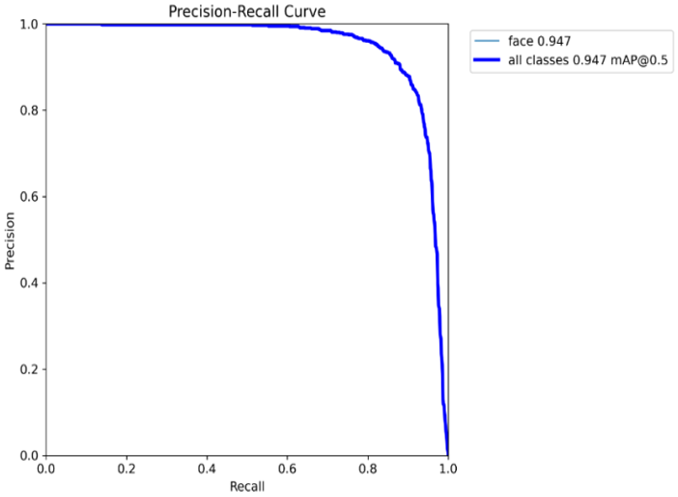 Precision-Recall Curve
1.0
0.8
0.6
0.4
0.2
0.0
Precision
0.0 0.2 0.4 0.6 0.8 1.0
Recall
face 0.947
all classes 0.947 mAP@0.5